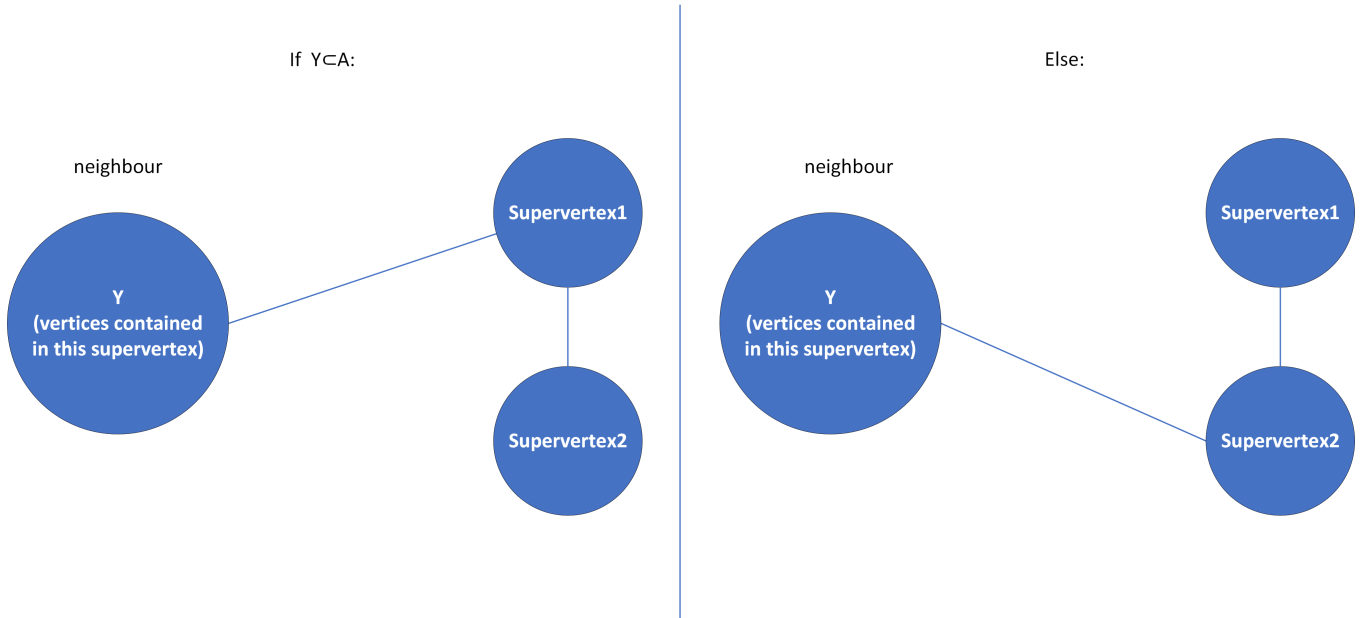 If Y⊂A:
neighbour
Supervertex1
Y
(vertices contained
in this supervertex)
Supervertex2
Else:
neighbour
Supervertex1
Y
(vertices contained
in this supervertex)
Supervertex2